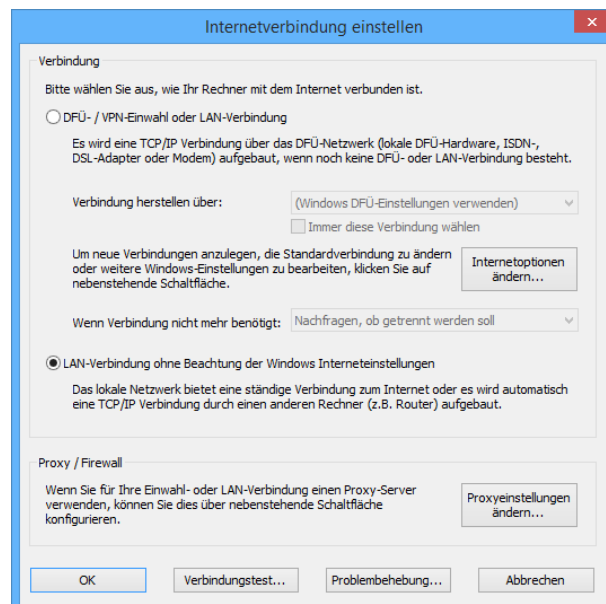 Internetverbindung einstellen
Verbindung
Bitte wählen Sie aus, wie Ihr Rechner mit dem Internet verbunden ist.
DFÜ- / VPN-Einwahl oder LAN-Verbindung
Es wird eine TCP/IP Verbindung über das DFÜ-Netzwerk (lokale DFÜ-Hardware, ISDN-,
DSL-Adapter oder Modem) aufgebaut, wenn noch keine DFÜ- oder LAN-Verbindung besteht.
Verbindung herstellen über:
(Windows DFÜ-Einstellungen verwenden)
Immer diese Verbindung wählen
Um neue Verbindungen anzulegen, die Standardverbindung zu ändern
oder weitere Windows-Einstellungen zu bearbeiten, klicken Sie auf
nebenstehende Schaltfläche.
Internetoptionen
ändern...
Wenn Verbindung nicht mehr benötigt:
Nachfragen, ob getrennt werden soll
LAN-Verbindung ohne Beachtung der Windows Interneteinstellungen
Das lokale Netzwerk bietet eine ständige Verbindung zum Internet oder es wird automatisch
eine TCP/IP Verbindung durch einen anderen Rechner (z.B. Router) aufgebaut.
Proxy / Firewall
Wenn Sie für Ihre Einwahl- oder LAN-Verbindung einen Proxy-Server
verwenden, können Sie dies über nebenstehende Schaltfläche
konfigurieren.
Proxyeinstellungen
ändern...
OK
Verbindungstest...
Problembehebung...
Abbrechen